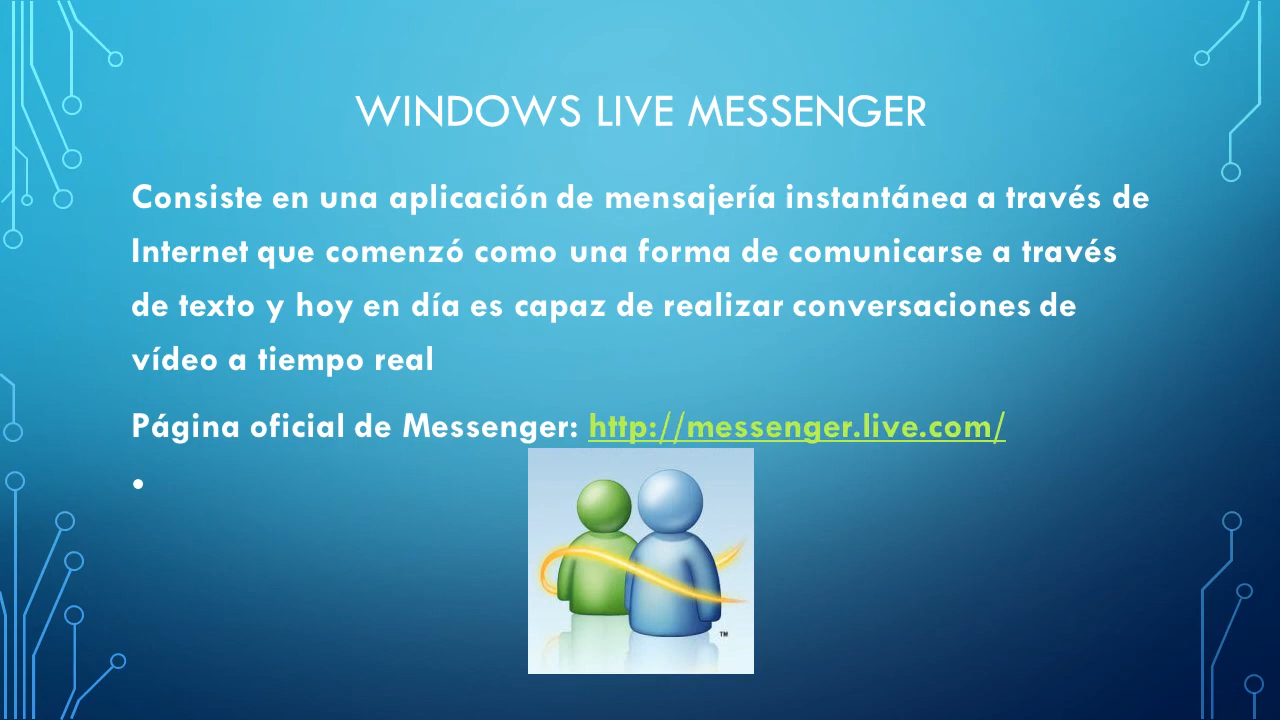 WINDOWS LIVE MESSENGER
Consiste en una aplicación de mensajería instantánea a través de
Internet que comenzó como una forma de comunicarse a través
de texto y hoy en día es capaz de realizar conversaciones de
vídeo a tiempo real
Página oficial de Messenger: http://messenger.live.com/
•
TM